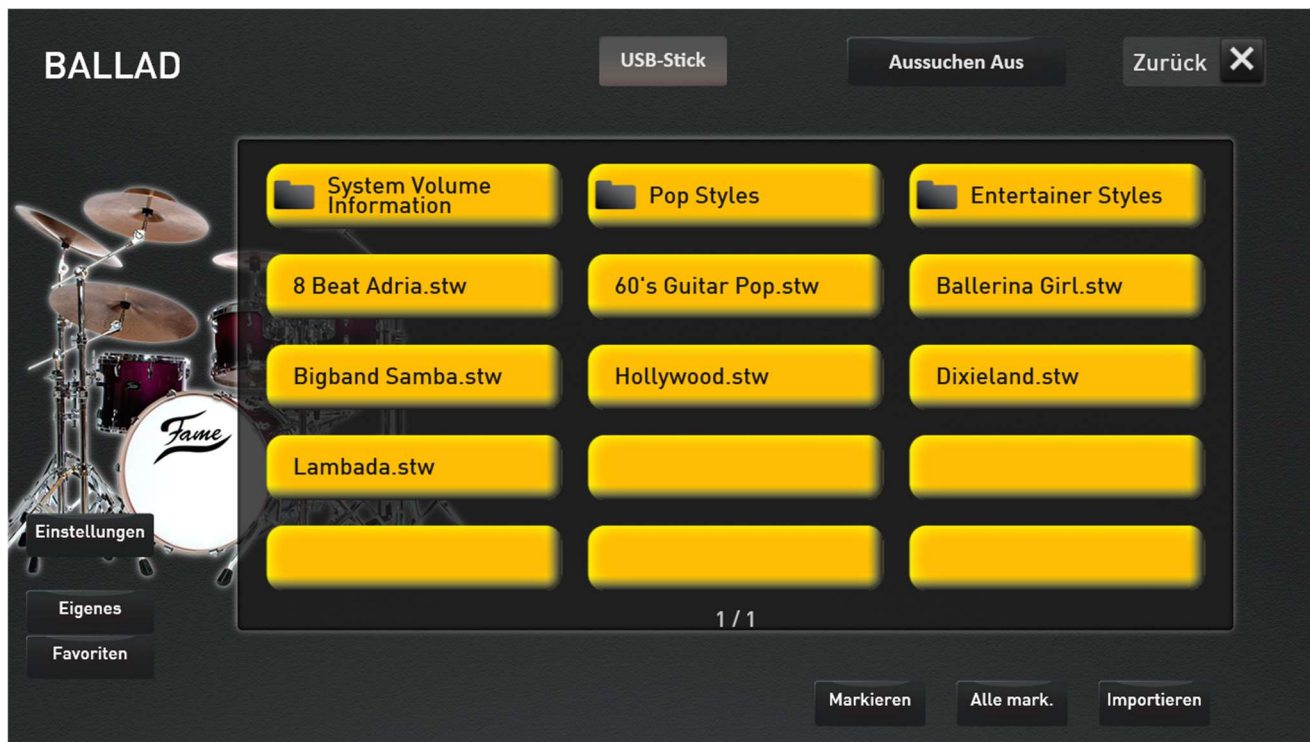 BALLAD
USB-Stick
Aussuchen Aus
Zurück
System Volume
Information
Pop Styles
Entertainer Styles
8 Beat Adria.stw
60's Guitar Pop.stw
Ballerina Girl.stw
Bigband Samba.stw
Hollywood.stw
Dixieland.stw
Fame
Lambada.stw
Einstellungen
Eigenes
1 / 1
Favoriten
Markieren
Alle mark.
Importieren